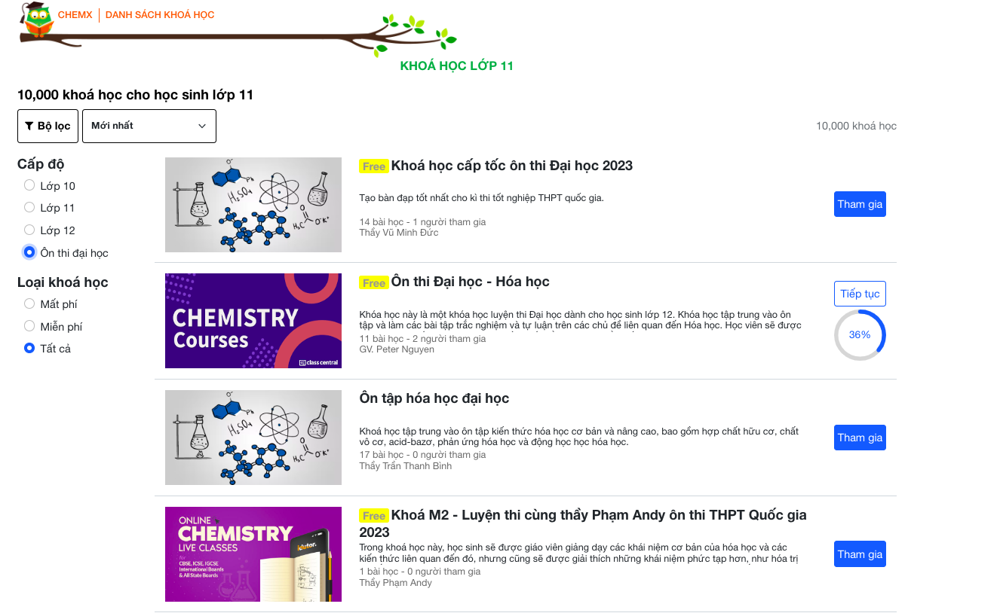 CHEMX | DANH SÁCH KHOÁ HỌC
KHOÁ HỌC LỚP 11
10,000 khoá học cho học sinh lớp 11
Bộ lọc
Mới nhất
10,000 khoá học
Cấp độ
Lớp 10
Lớp 11
Lớp 12
Ôn thi đại học
Loại khoá học
Mất phí
Miễn phí
Tất cả
O⁻
Ph
H₂SO₄
H₃C
O
O⁻K⁺
Free Khoá học cấp tốc ôn thi Đại học 2023
Tạo bàn đạp tốt nhất cho kì thi tốt nghiệp THPT quốc gia.
14 bài học - 1 người tham gia
Thầy Vũ Minh Đức
Tham gia
CHEMISTRY
Courses
class central
Free Ôn thi Đại học - Hóa học
Khóa học này là một khóa học luyện thi Đại học dành cho học sinh lớp 12. Khóa học tập trung vào ôn
tập và làm các bài tập trắc nghiệm và tự luận trên các chủ đề liên quan đến Hóa học. Học viên sẽ được
11 bài học - 2 người tham gia
GV. Peter Nguyen
Tiếp tục
36%
O⁻
Ph
H₂SO₄
H₃C
O
O⁻K⁺
Ôn tập hóa học đại học
Khoá học tập trung vào ôn tập kiến thức hóa học cơ bản và nâng cao, bao gồm hợp chất hữu cơ, chất
vô cơ, acid-bazơ, phản ứng hóa học và động học học hóa học.
17 bài học - 0 người tham gia
Thầy Trần Thanh Bình
Tham gia
ONLINE
CHEMISTRY
LIVE CLASSES
for
CBSE, ICSE, IGCSE
International Boards
& All State Boards
idutor.
Free Khoá M2 - Luyện thi cùng thầy Phạm Andy ôn thi THPT Quốc gia
2023
Trong khoá học này, học sinh sẽ được giáo viên giảng dạy các khái niệm cơ bản của hóa học và các
kiến thức liên quan đến đó, nhưng cũng sẽ được giải thích những khái niệm phức tạp hơn, như hóa trị
1 bài học - 0 người tham gia
Thầy Phạm Andy
Tham gia